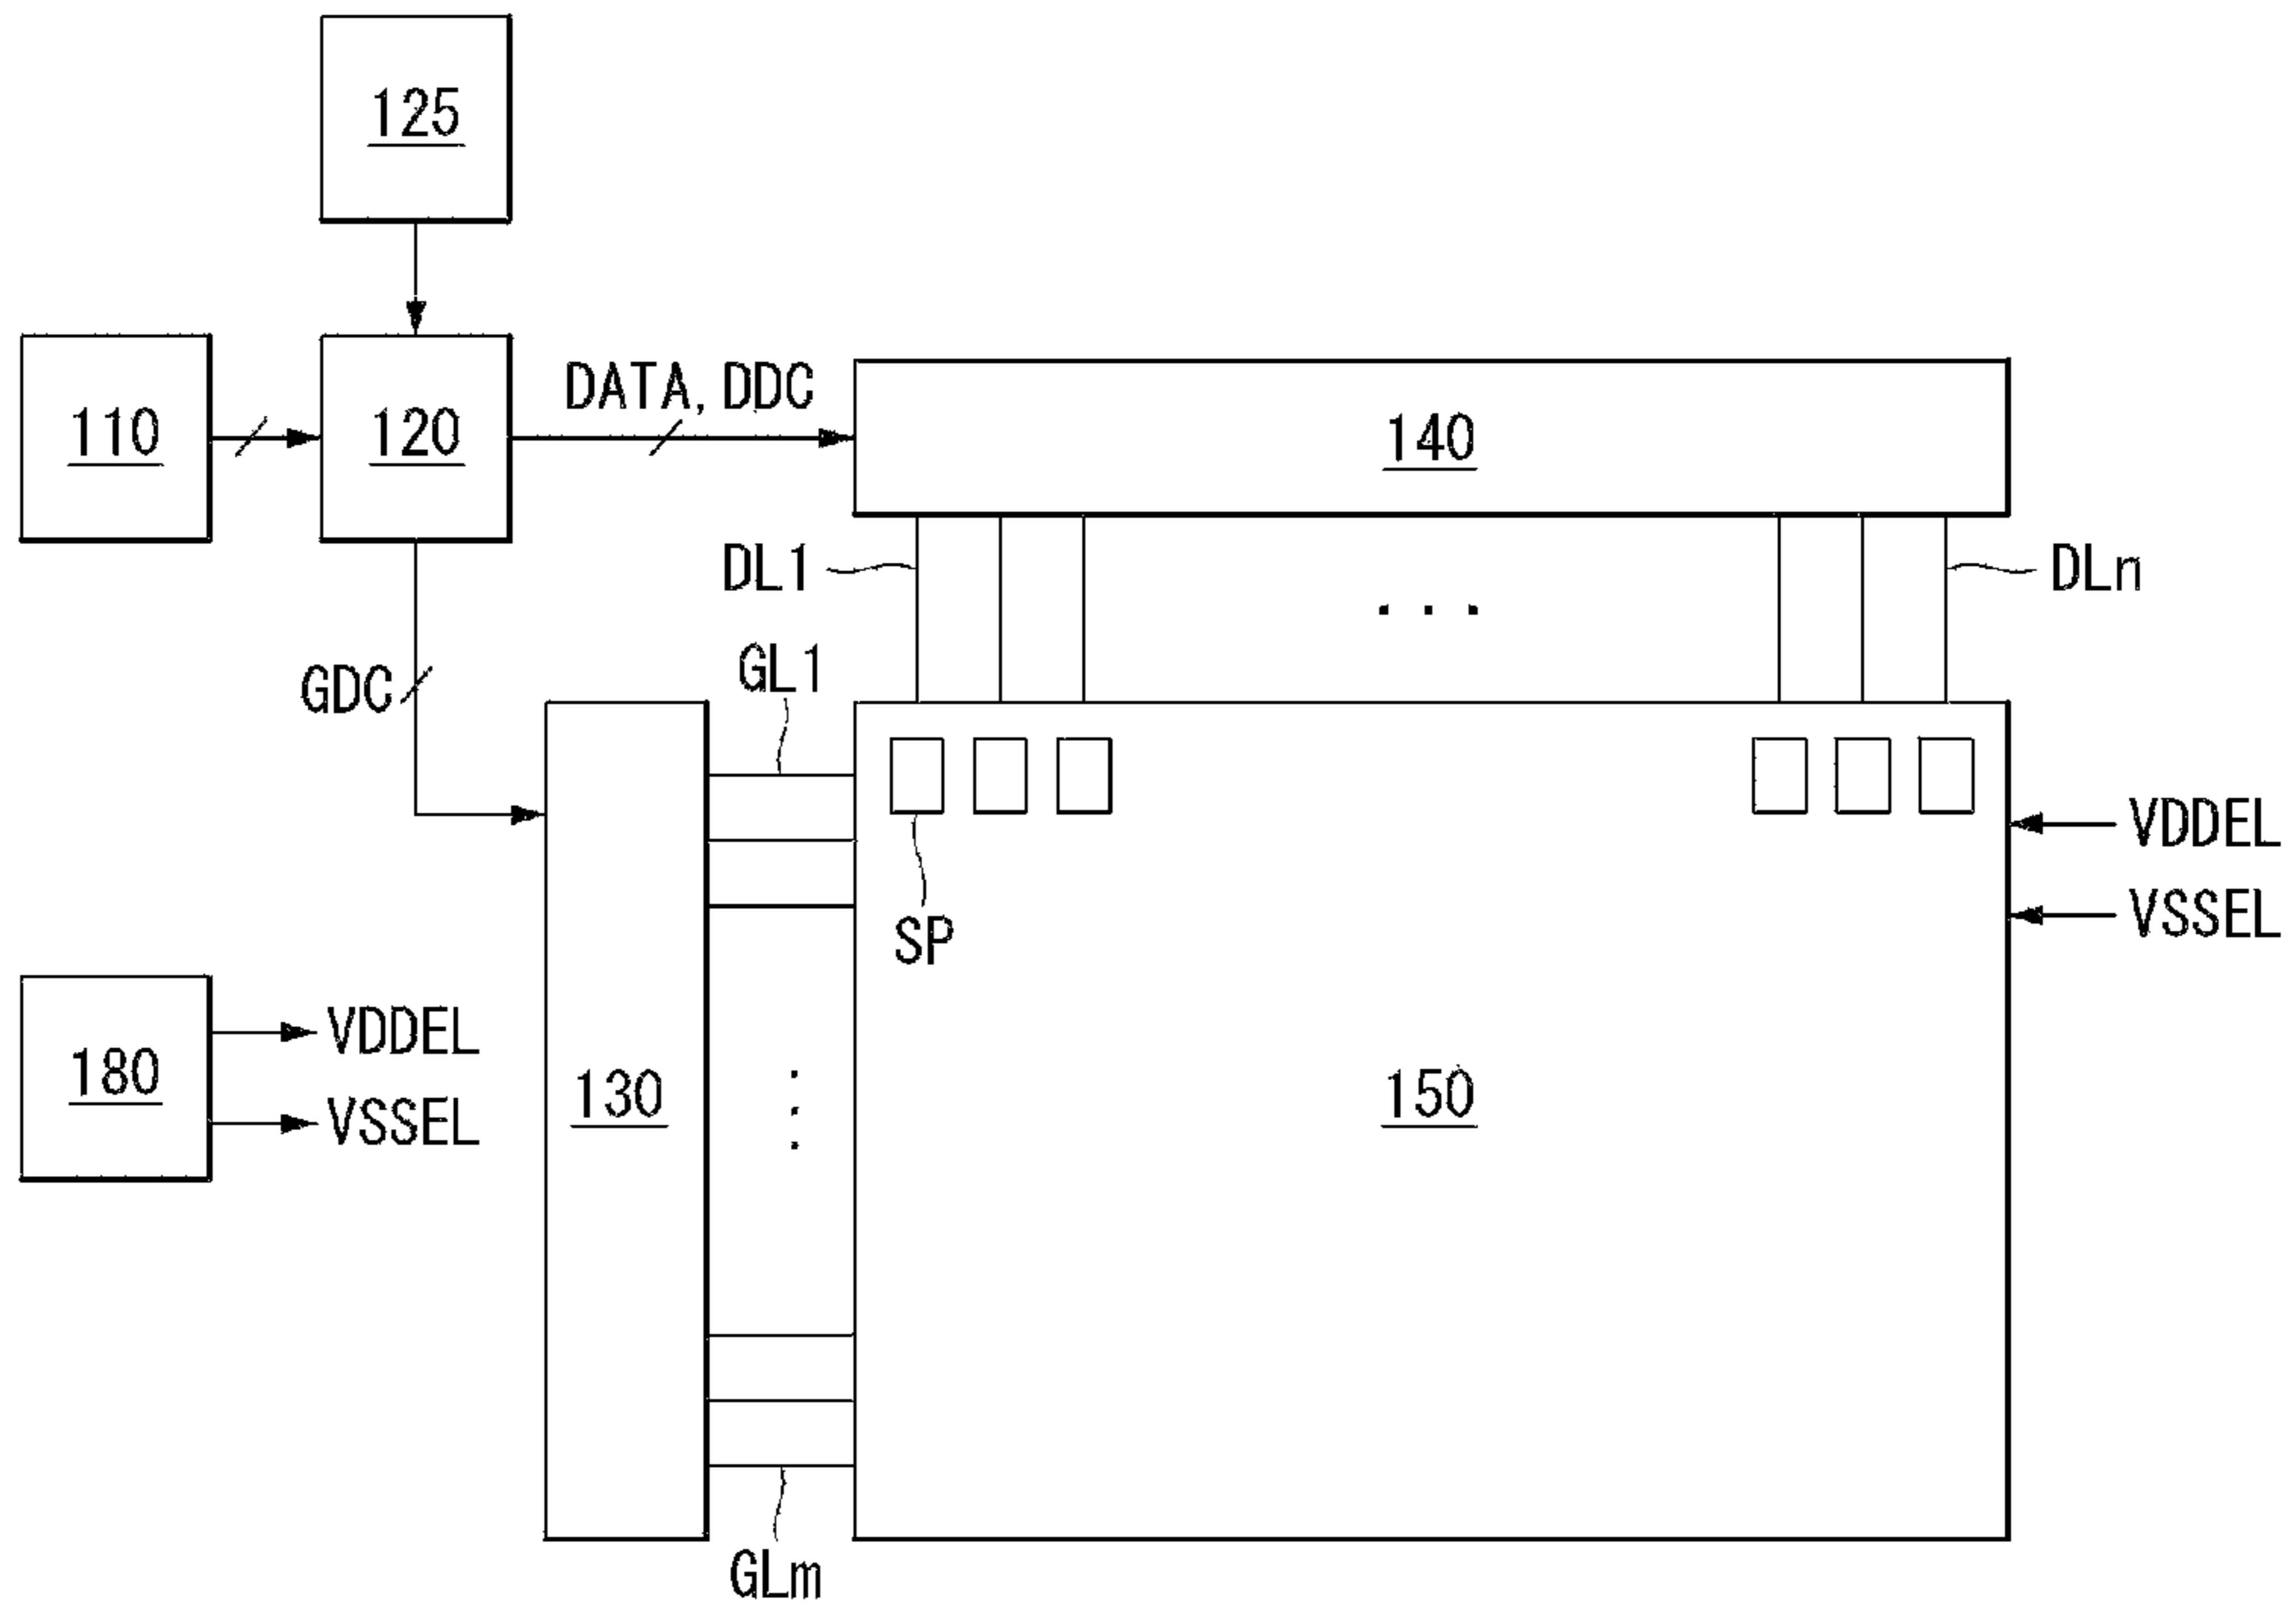 125
110
120
DATA, DDC
140
DL1
DLn
GDC
GL1
SP
VDDEL
VSSEL
180
VDDEL
VSSEL
130
150
GLm